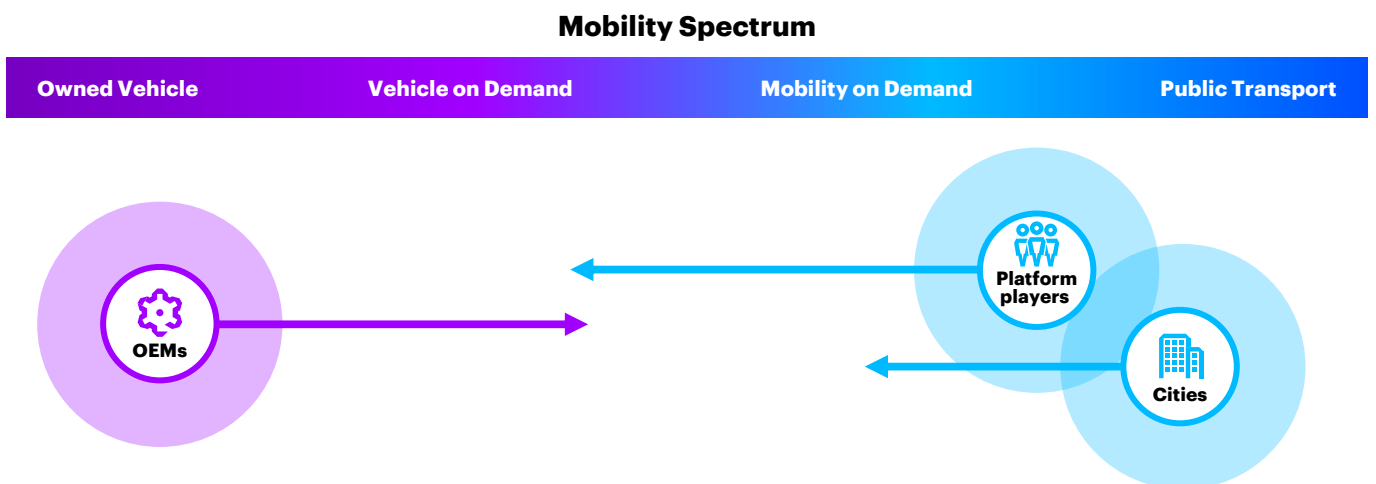 Mobility Spectrum
Owned Vehicle Vehicle on Demand Mobility on Demand Public Transport
Platform
players
OEMs
Cities